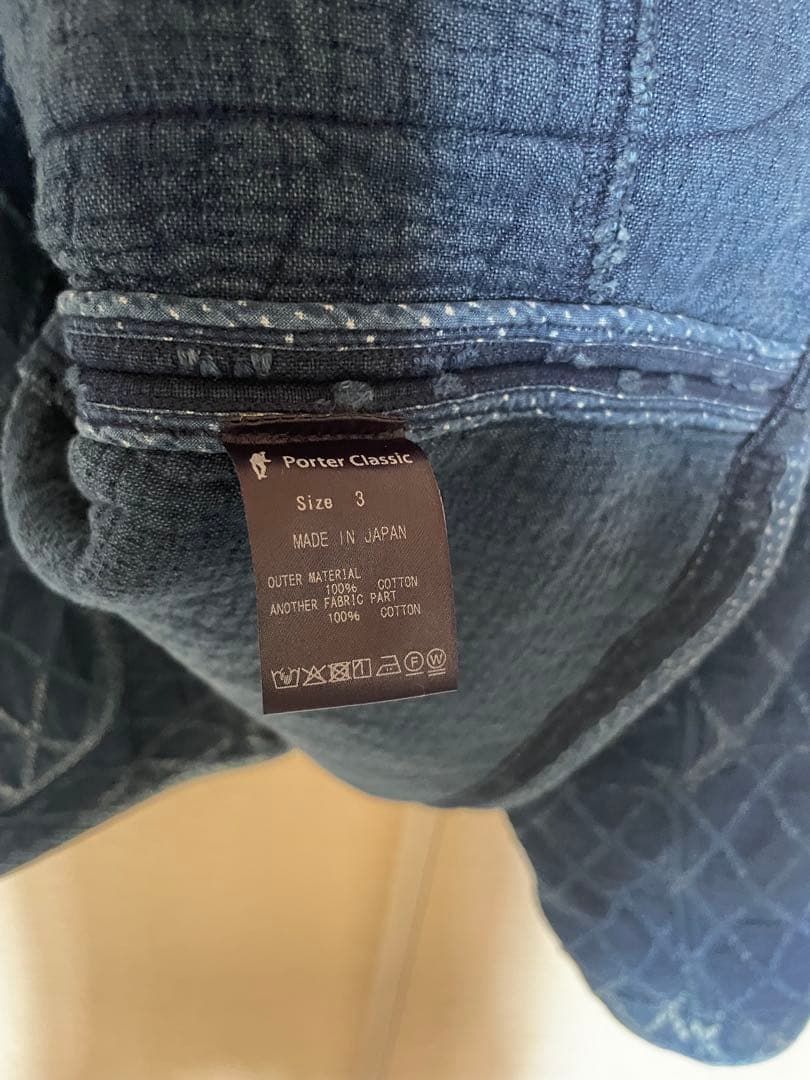 Porter Classic
Size 3
MADE IN JAPAN
OUTER MATERIAL
100% COTTON
ANOTHER FABRIC PART
100% COTTON
F W